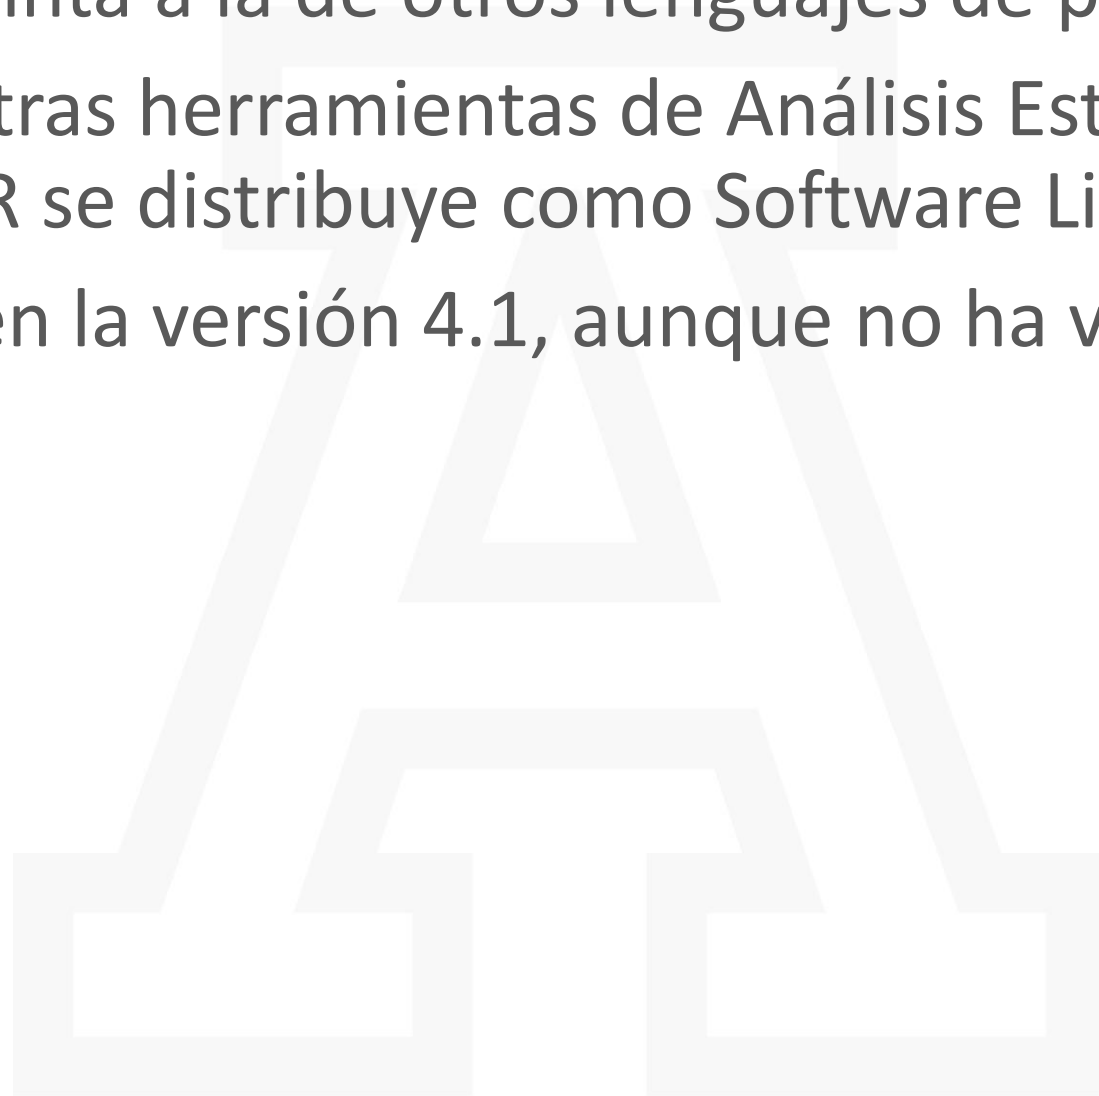 a la de otros lenguajes de
tras herramientas de Análisis Est
R se distribuye como Software Li
en la versión 4.1, aunque no ha v